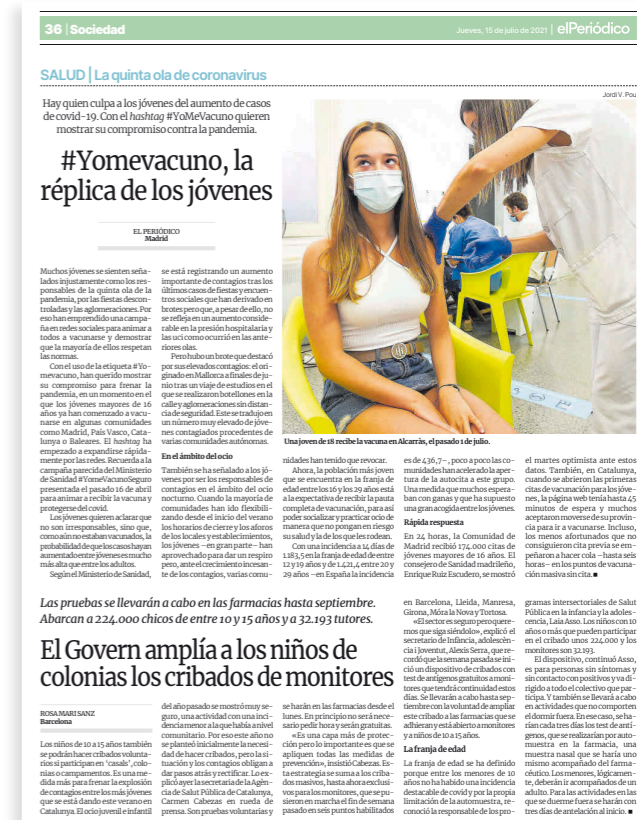 36 | Sociedad
Jueves, 15 de julio de 2021 | elPeriódico
SALUD | La quinta ola de coronavirus
Jordi V. Pou
Hay quien culpa a los jóvenes del aumento de casos
de covid-19. Con el hashtag #YoMeVacuno quieren
mostrar su compromiso contra la pandemia.
#Yomevacuno, la
réplica de los jóvenes
EL PERIÓDICO
Madrid
Muchos jóvenes se sienten seña-
lados injustamente como los res-
ponsables de la quinta ola de la
pandemia, por las fiestas descon-
troladas y las aglomeraciones. Por
eso han emprendido una campa-
ña en redes sociales para animar a
todos a vacunarse y demostrar
que la mayoría de ellos respetan
las normas.
Con el uso de la etiqueta #Yo-
mevacuno, han querido mostrar
su compromiso para frenar la
pandemia, en un momento en el
que los jóvenes mayores de 16
años ya han comenzado a vacu-
narse en algunas comunidades
como Madrid, País Vasco, Cata-
lunya o Baleares. El hashtag ha
empezado a expandirse rápida-
mente por las redes. Recuerda a la
campaña parecida del Ministerio
de Sanidad #YomeVacunoSeguro
presentada el pasado 16 de abril
para animar a recibir la vacuna y
protegerse del covid.
Los jóvenes quieren aclarar que
no son irresponsables, sino que,
como aún no estaban vacunados, la
probabilidad de que los casos hayan
aumentado entre jóvenes es mucho
más alta que entre los adultos.
Según el Ministerio de Sanidad,
se está registrando un aumento
importante de contagios tras los
últimos casos de fiestas y encuen-
tros sociales que han derivado en
brotes pero que, a pesar de ello, no
se refleja en un aumento conside-
rable en la presión hospitalaria y
las uci como ocurrió en las ante-
riores olas.
Pero hubo un brote que destacó
por sus elevados contagios: el ori-
ginado en Mallorca a finales de ju-
nio tras un viaje de estudios en el
que se realizaron botellones en la
calle y aglomeraciones sin distan-
cia de seguridad. Este se tradujo en
un número muy elevado de jóve-
nes contagiados procedentes de
varias comunidades autónomas.
En el ámbito del ocio
También se ha señalado a los jó-
venes por ser los responsables de
contagios en el ámbito del ocio
nocturno. Cuando la mayoría de
comunidades han ido flexibili-
zando desde el inicio del verano
los horarios de cierre y los aforos
de los locales y establecimientos,
los jóvenes –en gran parte– han
aprovechado para dar un respiro
pero, ante el crecimiento incesan-
te de los contagios, varias comu-
Una joven de 18 recibe la vacuna en Alcarràs, el pasado 1 de julio.
nidades han tenido que revocar.
Ahora, la población más joven
que se encuentra en la franja de
edad entre los 16 y los 29 años está
a la expectativa de recibir la pauta
completa de vacunación, para así
poder socializar y practicar ocio de
manera que no pongan en riesgo
su salud y la de los que les rodean.
Con una incidencia a 14 días de
1.183,5 en la franja de edad de entre
12 y 19 años y de 1.421,4 entre 20 y
29 años –en España la incidencia
es de 436,7–, poco a poco las co-
munidades han acelerado la apertu-
tura de la autocita a este grupo.
Una medida que muchos espera-
ban con ganas y que ha supuesto
una gran acogida entre los jóvenes.
Rápida respuesta
En 24 horas, la Comunidad de
Madrid recibió 174.000 citas de
jóvenes mayores de 16 años. El
consejero de Sanidad madrileño,
Enrique Ruiz Escudero, se mostró
el martes optimista ante estos
datos. También, en Catalunya,
cuando se abrieron las primeras
citas de vacunación para los jóve-
nes, la página web tenía hasta 45
minutos de espera y muchos
aceptaron moverse de su provin-
cia para ir a vacunarse. Incluso,
los menos afortunados que no
consiguieron cita previa se em-
peñaron a hacer cola –hasta seis
horas– en los puntos de vacuna-
ción masiva sin cita. ■
Las pruebas se llevarán a cabo en las farmacias hasta septiembre.
Abarcan a 224.000 chicos de entre 10 y 15 años y a 32.193 tutores.
El Govern amplía a los niños de
colonias los cribados de monitores
ROSA MARI SANZ
Barcelona
Los niños de 10 a 15 años también
se podrán hacer cribados volunta-
rios si participan en ‘casals’, colo-
nias o campamentos. Es una me-
dida más para frenar la explosión
de contagios entre los más jóvenes
que se está dando este verano en
Catalunya. El ocio juvenil e infantil
del año pasado se mostró muy se-
guro, una actividad con una inci-
dencia menor a la que había a nivel
comunitario. Por eso este año no
se planteó inicialmente la necesi-
dad de hacer cribados, pero la si-
tuación y los contagios obligan a
dar pasos atrás y rectificar. Lo ex-
plicó ayer la secretaria de la Agèn-
cia de Salut Pública de Catalunya,
Carmen Cabezas en rueda de
prensa. Son pruebas voluntarias y
se harán en las farmacias desde el
lunes. En principio no será nece-
sario pedir hora y serán gratuitas.
«Es una capa más de protec-
ción pero lo importante es que se
apliquen todas las medidas de
prevención», insistió Cabezas. Es-
ta estrategia se suma a los criba-
dos masivos, hasta ahora exclusi-
vos para los monitores, que se pu-
sieron en marcha el fin de semana
pasado en seis puntos habilitados
en Barcelona, Lleida, Manresa,
Girona, Móra la Nova y Tortosa.
«El sector es seguro pero quere-
mos que siga siéndolo», explicó el
secretario de Infància, adolescèn-
cia i Joventut, Àlexis Serra, que re-
cordó que la semana pasada se ini-
ció un dispositivo de cribados con
test de antígenos gratuitos a moni-
tores que tendrá continuidad estos
días. Se llevarán a cabo hasta sep-
tiembre con la voluntad de ampliar
este cribado a las farmacias que se
adhieran y está abierto a monitores
y a niños de 10 a 15 años.
La franja de edad
La franja de edad se ha definido
porque entre los menores de 10
años no ha habido una incidencia
destacable de covid y por la propia
limitación de la automuestra, re-
conoció la responsable de los pro-
gramas intersectoriales de Salut
Pública en la infancia y la adoles-
cencia, Laia Asso. Los niños con 10
años o más que pueden participar
en el cribado unos 224.000 y los
monitores son 32.193.
El dispositivo, continuó Asso,
es para personas sin síntomas y
sin contacto con positivos y va di-
rigido a todo el colectivo que par-
ticipa. Y también se llevará a cabo
en actividades que no comporten
el dormir fuera. En ese caso, se ha-
rían cada tres días los test de antí-
genos, que se realizarían por auto-
muestra en la farmacia, una
muestra nasal que se haría uno
mismo acompañado del farma-
céutico. Los menores, lógicamen-
te, deberán ir acompañados de un
adulto. Para las actividades en las
que se duerme fuera se harán con
tres días de antelación al inicio. ■